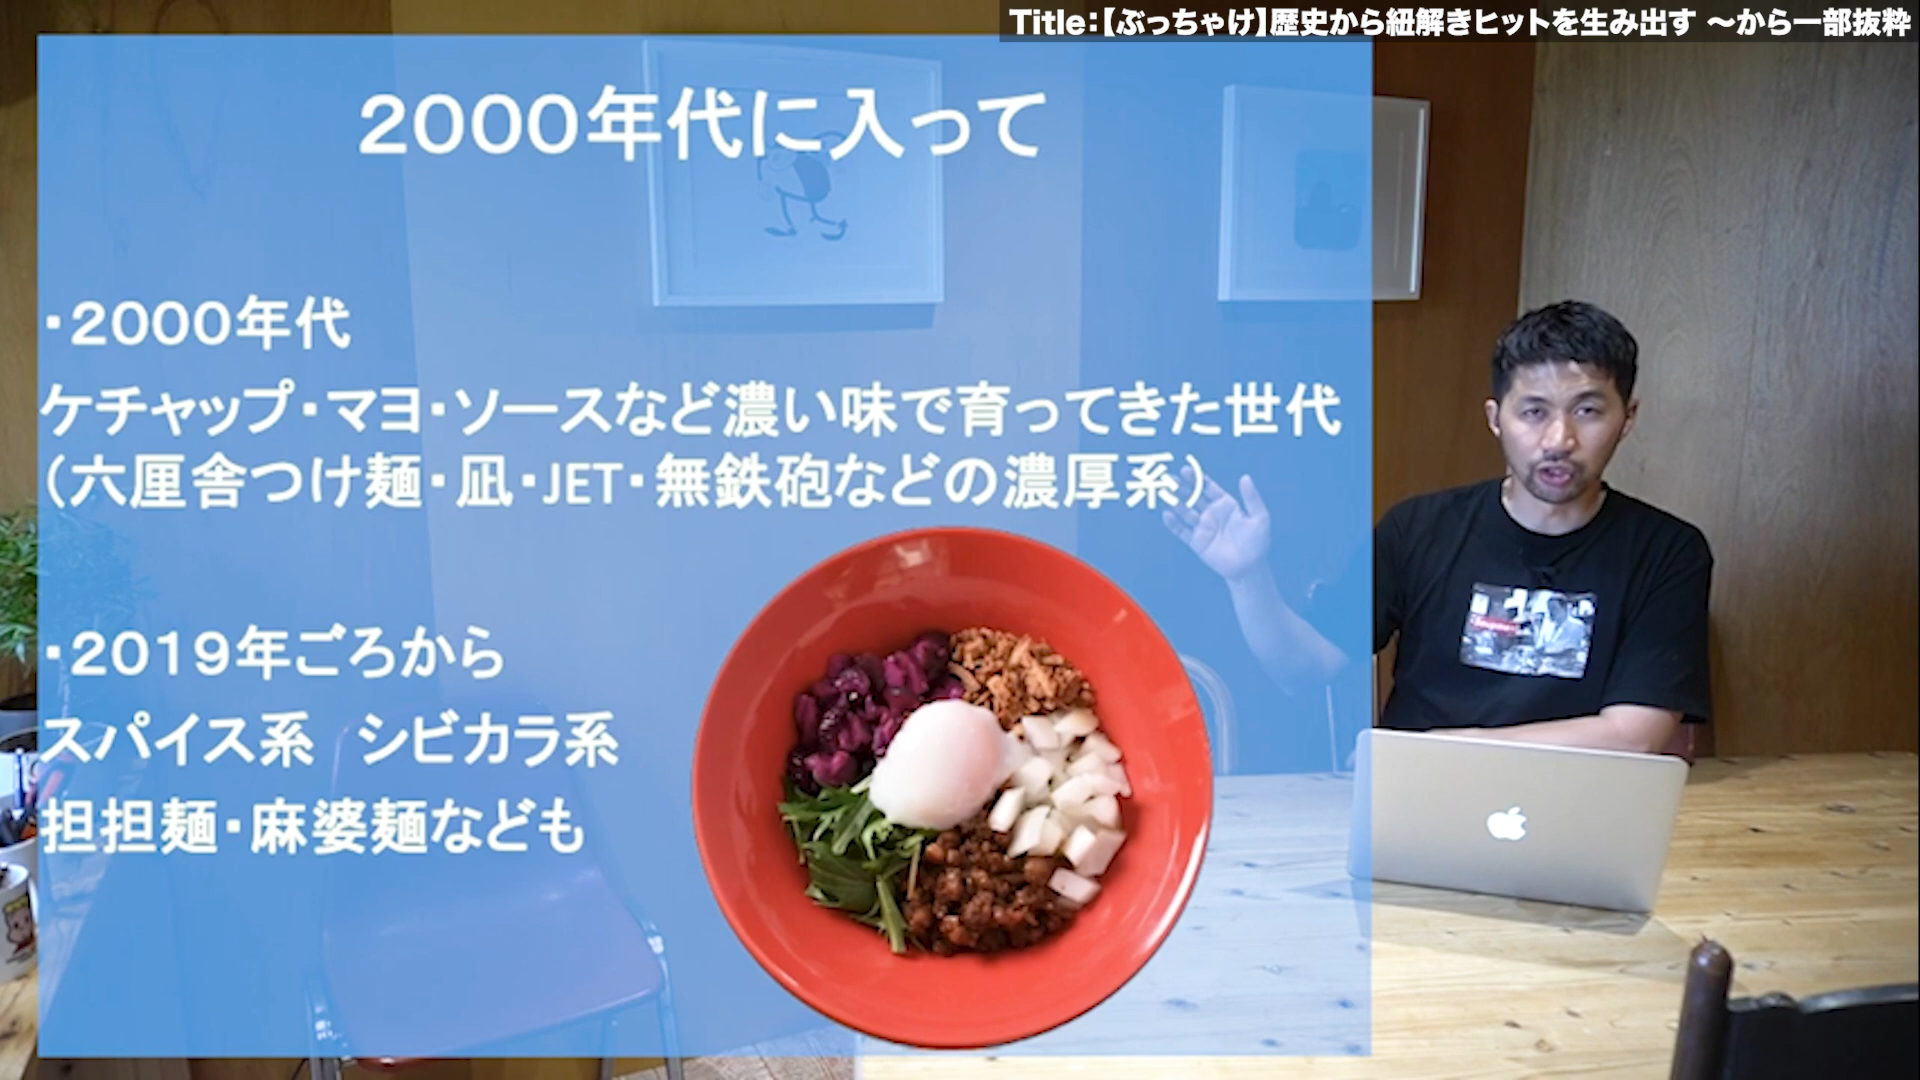 Title：【ぶっちゃけ】歴史から紐解きヒットを生み出す ～から一部抜粋
2000年代に入って
・2000年代
ケチャップ・マヨ・ソースなど濃い味で育ってきた世代
（六厘舎つけ麺・凪・JET・無鉄砲などの濃厚系）
・2019年ごろから
スパイス系　シビカラ系
担担麺・麻婆麺なども
Supreme